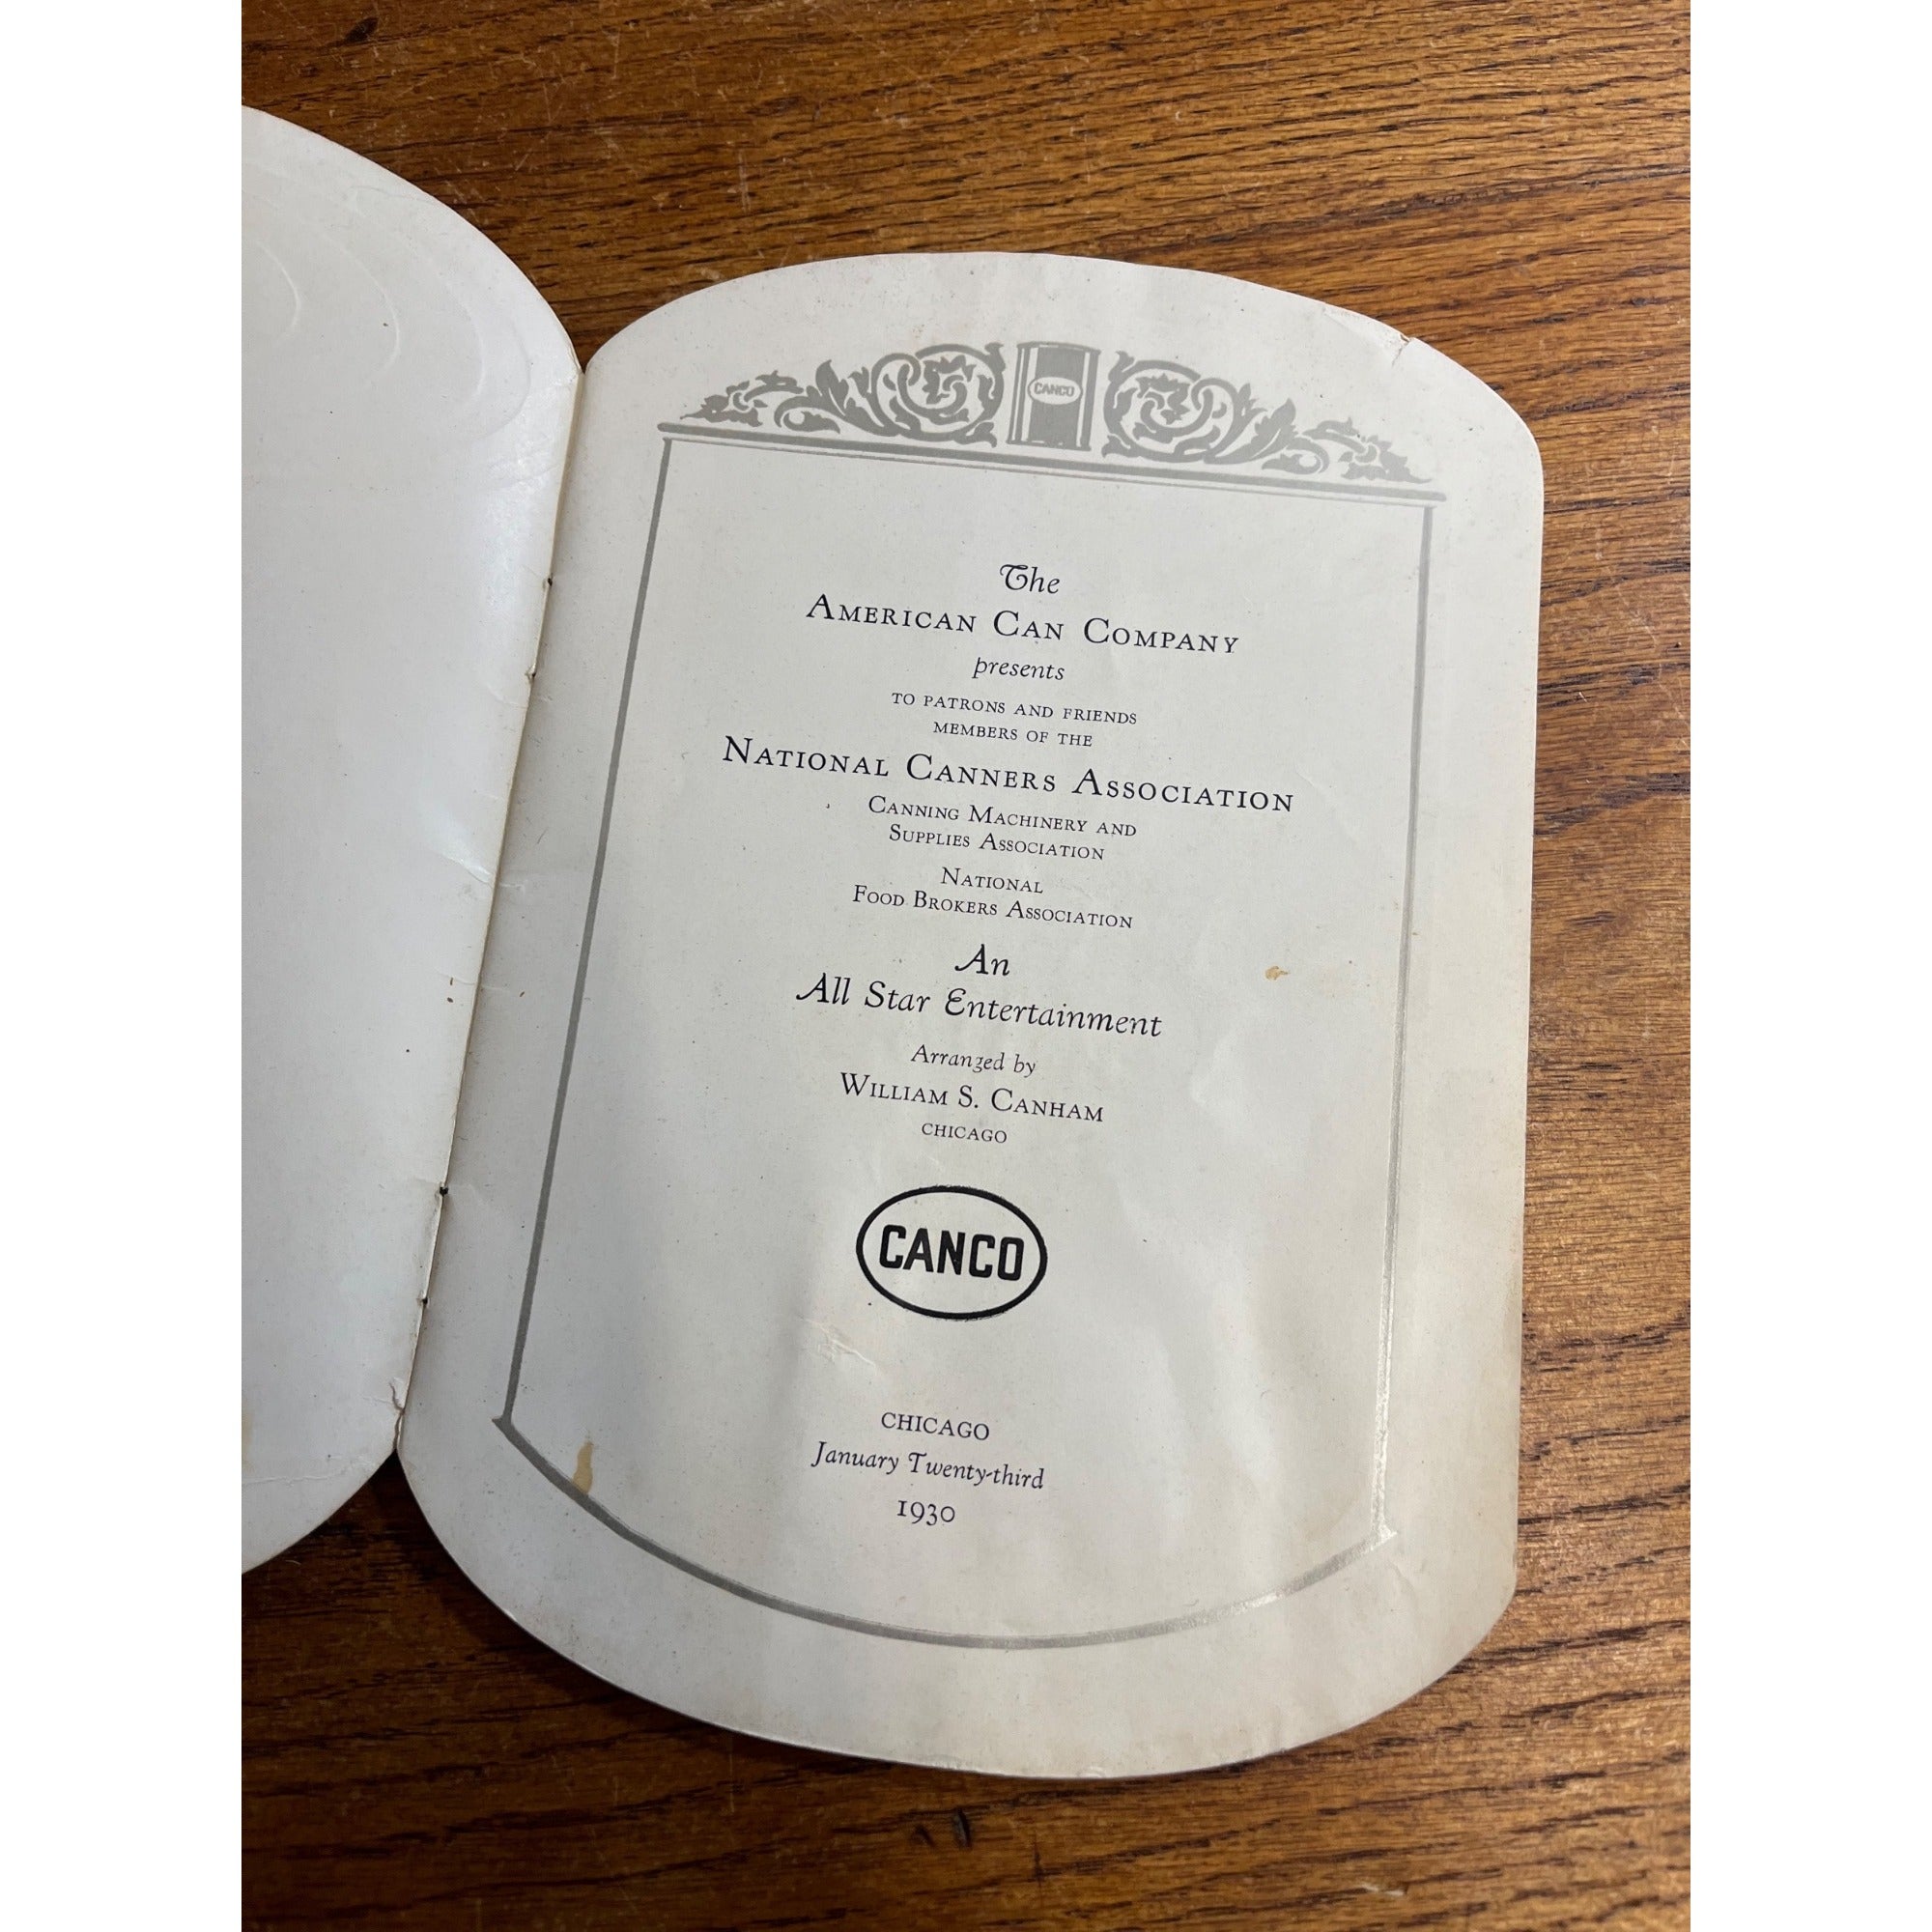 CANCO
The
AMERICAN CAN COMPANY
presents
TO PATRONS AND FRIENDS
MEMBERS OF THE
NATIONAL CANNERS ASSOCIATION
CANNING MACHINERY AND
SUPPLIES ASSOCIATION
NATIONAL
FOOD BROKERS ASSOCIATION
An
All Star Entertainment
Arranged by
WILLIAM S. CANHAM
CHICAGO
CANCO
CHICAGO
January Twenty-third
1930